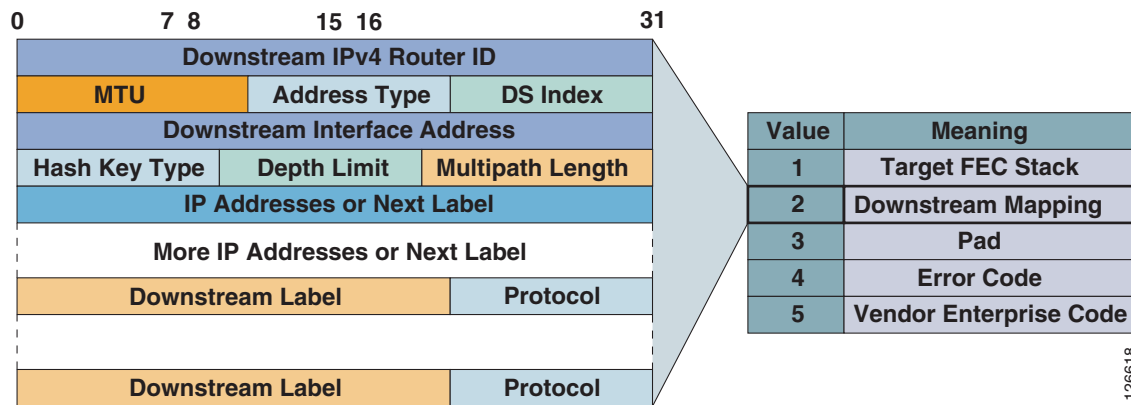 0 7 8 15 16 31
Downstream IPv4 Router ID
MTU Address Type DS Index
Downstream Interface Address
Hash Key Type Depth Limit Multipath Length
IP Addresses or Next Label
More IP Addresses or Next Label
Downstream Label Protocol
Downstream Label Protocol
Value Meaning
1 Target FEC Stack
2 Downstream Mapping
3 Pad
4 Error Code
5 Vendor Enterprise Code
126618